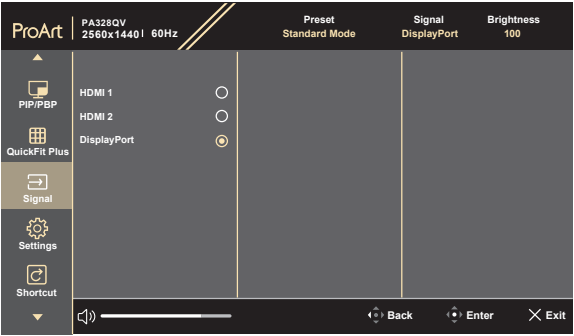 ProArt
PA328QV
2560x1440 60Hz
Preset
Standard Mode
Signal
DisplayPort
Brightness
100
PIP/PBP
QuickFit Plus
Signal
Settings
Shortcut
HDMI 1
HDMI 2
DisplayPort
Back
Enter
Exit